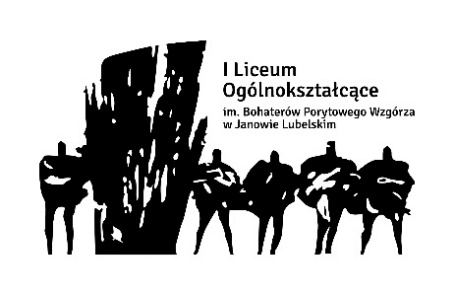 I Liceum
Ogólnokształcące
im. Bohaterów Porytowego Wzgórza
w Janowie Lubelskim